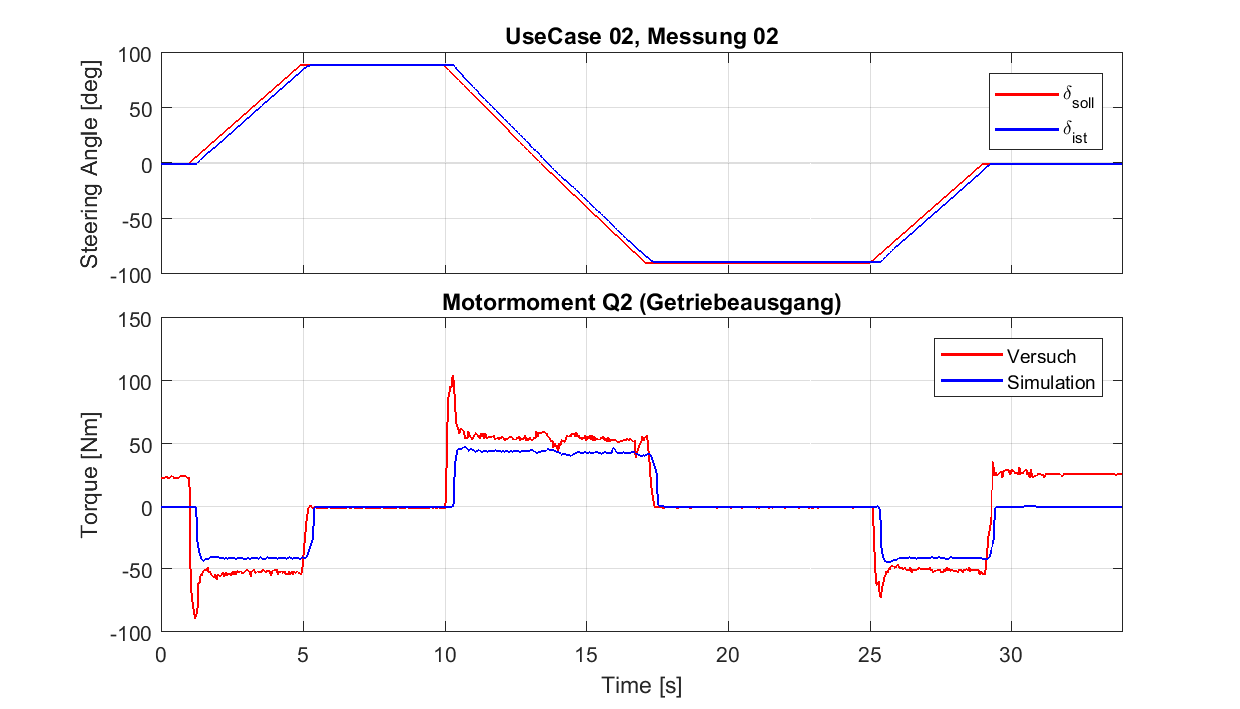 UseCase 02, Messung 02
100
50
0
-50
-100
Steering Angle [deg]
δsoll
δist
Motormoment Q2 (Getriebeausgang)
150
100
50
0
-50
-100
Torque [Nm]
Versuch
Simulation
0 5 10 15 20 25 30
Time [s]